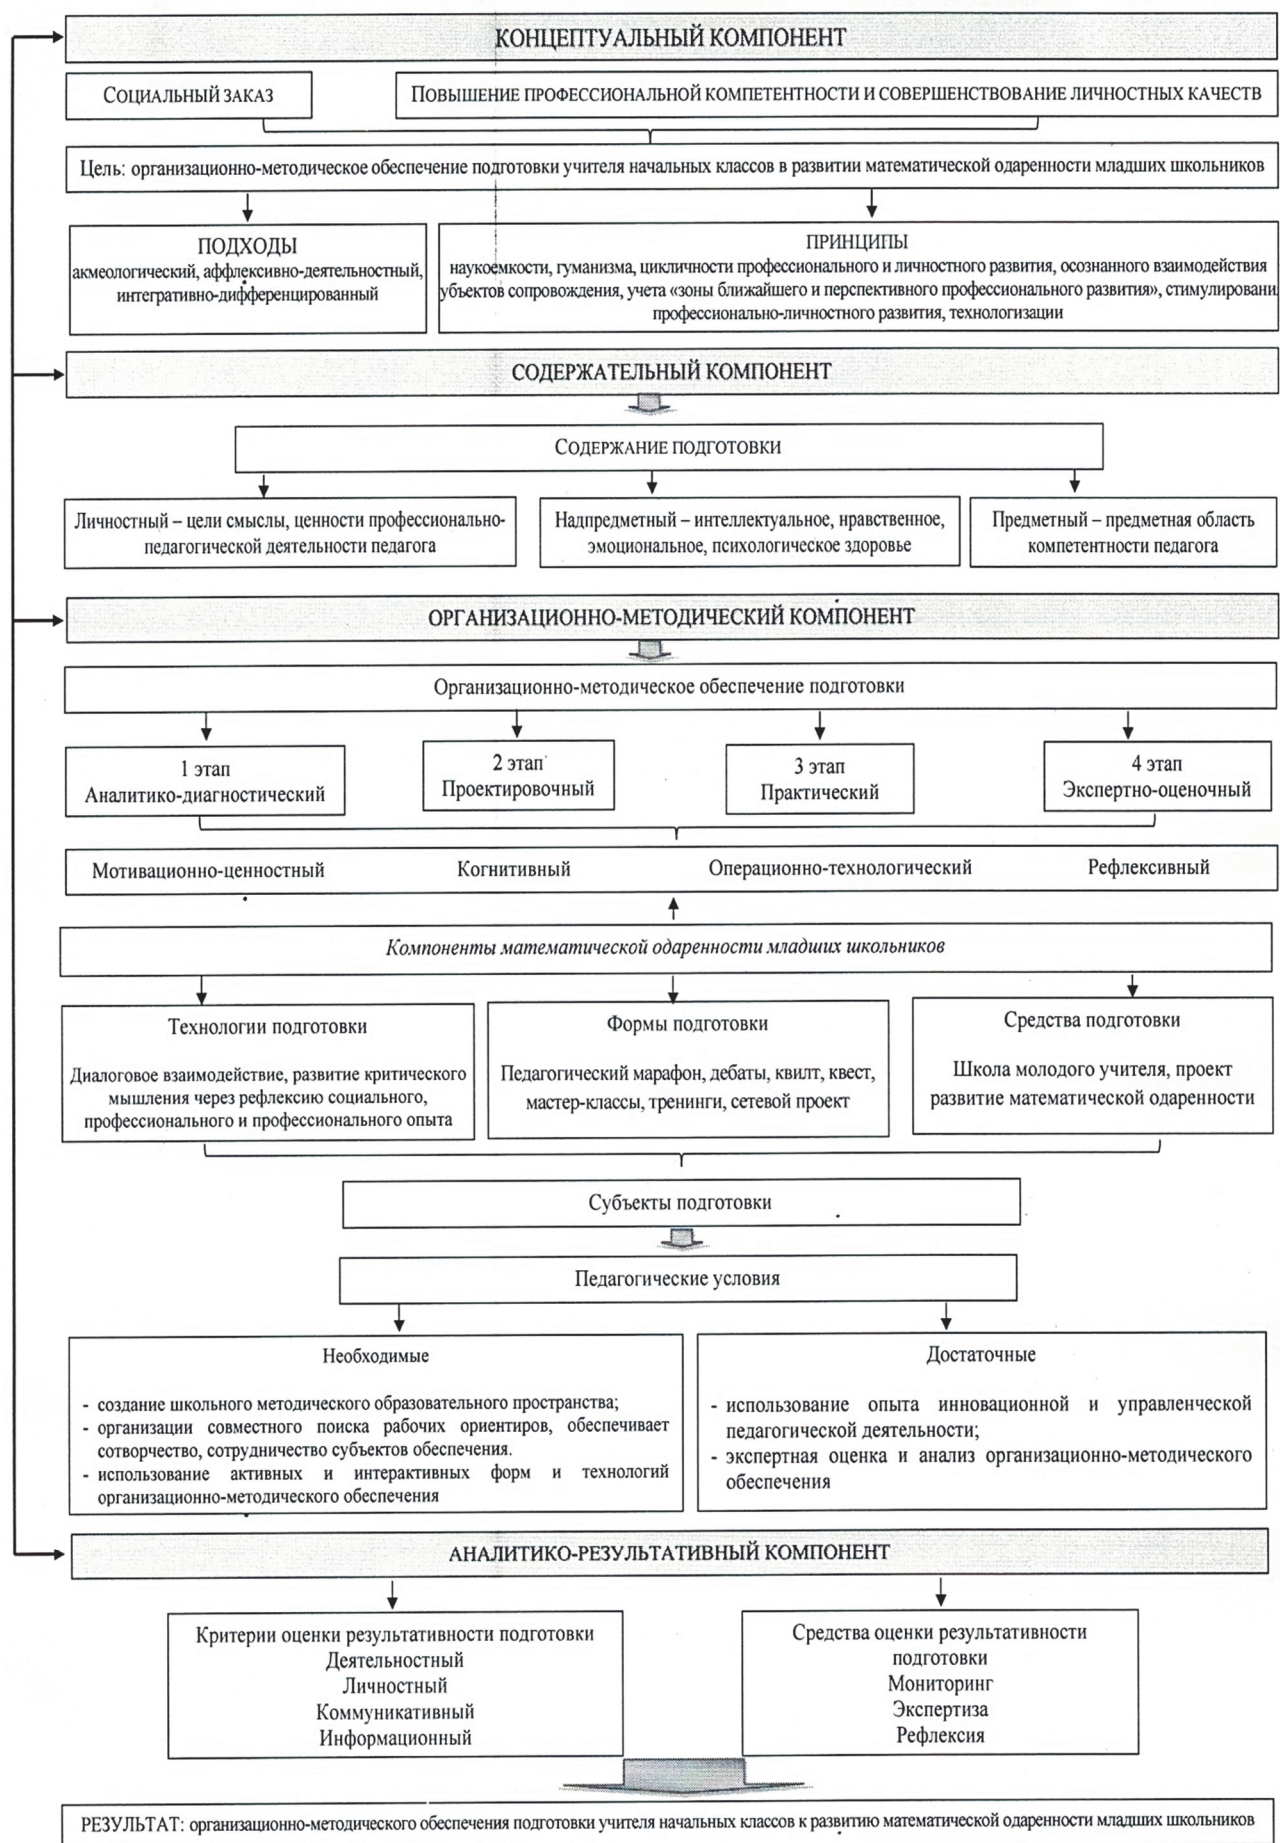 КОНЦЕПТУАЛЬНЫЙ КОМПОНЕНТ
СОЦИАЛЬНЫЙ ЗАКАЗ
ПОВЫШЕНИЕ ПРОФЕССИОНАЛЬНОЙ КОМПЕТЕНТНОСТИ И СОВЕРШЕНСТВОВАНИЕ ЛИЧНОСТНЫХ КАЧЕСТВ
Цель: организационно-методическое обеспечение подготовки учителя начальных классов в развитии математической одаренности младших школьников
ПОДХОДЫ
акмеологический, аффлексивно-деятельностный,
интегративно-дифференцированный
ПРИНЦИПЫ
наукоемкости, гуманизма, цикличности профессионального и личностного развития, осознанного взаимодействия
убъектов сопровождения, учета «зоны ближайшего и перспективного профессионального развития», стимулировани
профессионально-личностного развития, технологизации
СОДЕРЖАТЕЛЬНЫЙ КОМПОНЕНТ
СОДЕРЖАНИЕ ПОДГОТОВКИ
Личностный – цели смыслы, ценности профессионально-
педагогической деятельности педагога
Надпредметный – интеллектуальное, нравственное,
эмоциональное, психологическое здоровье
Предметный – предметная область
компетентности педагога
ОРГАНИЗАЦИОННО-МЕТОДИЧЕСКИЙ КОМПОНЕНТ
Организационно-методическое обеспечение подготовки
1 этап
Аналитико-диагностический
2 этап
Проектировочный
3 этап
Практический
4 этап
Экспертно-оценочный
Мотивационно-ценностный Когнитивный Операционно-технологический Рефлексивный
Компоненты математической одаренности младших школьников
Технологии подготовки
Диалоговое взаимодействие, развитие критического
мышления через рефлексию социального,
профессионального и профессионального опыта
Формы подготовки
Педагогический марафон, дебаты, квилт, квест,
мастер-классы, тренинги, сетевой проект
Средства подготовки
Школа молодого учителя, проект
развитие математической одаренности
Субъекты подготовки
Педагогические условия
Необходимые
- создание школьного методического образовательного пространства;
- организации совместного поиска рабочих ориентиров, обеспечивает
сотворчество, сотрудничество субъектов обеспечения.
- использование активных и интерактивных форм и технологий
организационно-методического обеспечения
Достаточные
- использование опыта инновационной и управленческой
педагогической деятельности;
- экспертная оценка и анализ организационно-методического
обеспечения
АНАЛИТИКО-РЕЗУЛЬТАТИВНЫЙ КОМПОНЕНТ
Критерии оценки результативности подготовки
Деятельностный
Личностный
Коммуникативный
Информационный
Средства оценки результативности
подготовки
Мониторинг
Экспертиза
Рефлексия
РЕЗУЛЬТАТ: организационно-методического обеспечения подготовки учителя начальных классов к развитию математической одаренности младших школьников